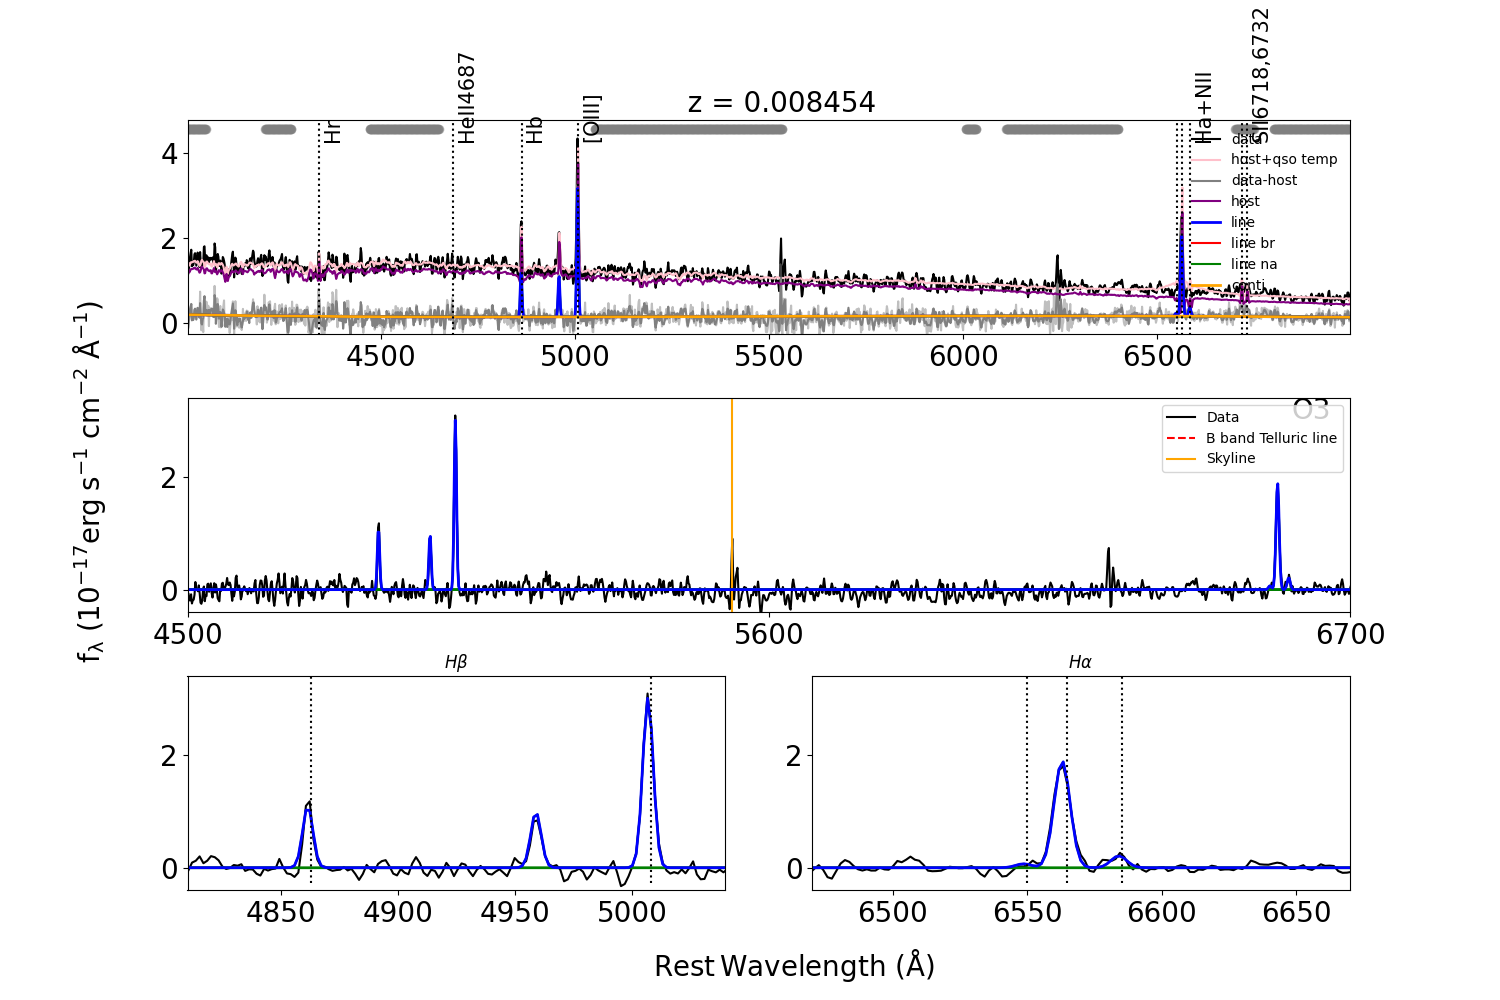 z = 0.008454
Hr
HeII4687
Hb
[OIII]
Ha+NII
SII6718,6732
data
host+qso temp
data-host
host
line
line br
line na
conti
4
2
0
4500
5000
5500
6000
6500
O3
Data
B band Telluric line
Skyline
2
0
4500
5600
6700
fλ (10−17erg s−1 cm−2 Å−1)
Hβ
2
0
4850
4900
4950
5000
Hα
2
0
6500
6550
6600
6650
Rest Wavelength (Å)